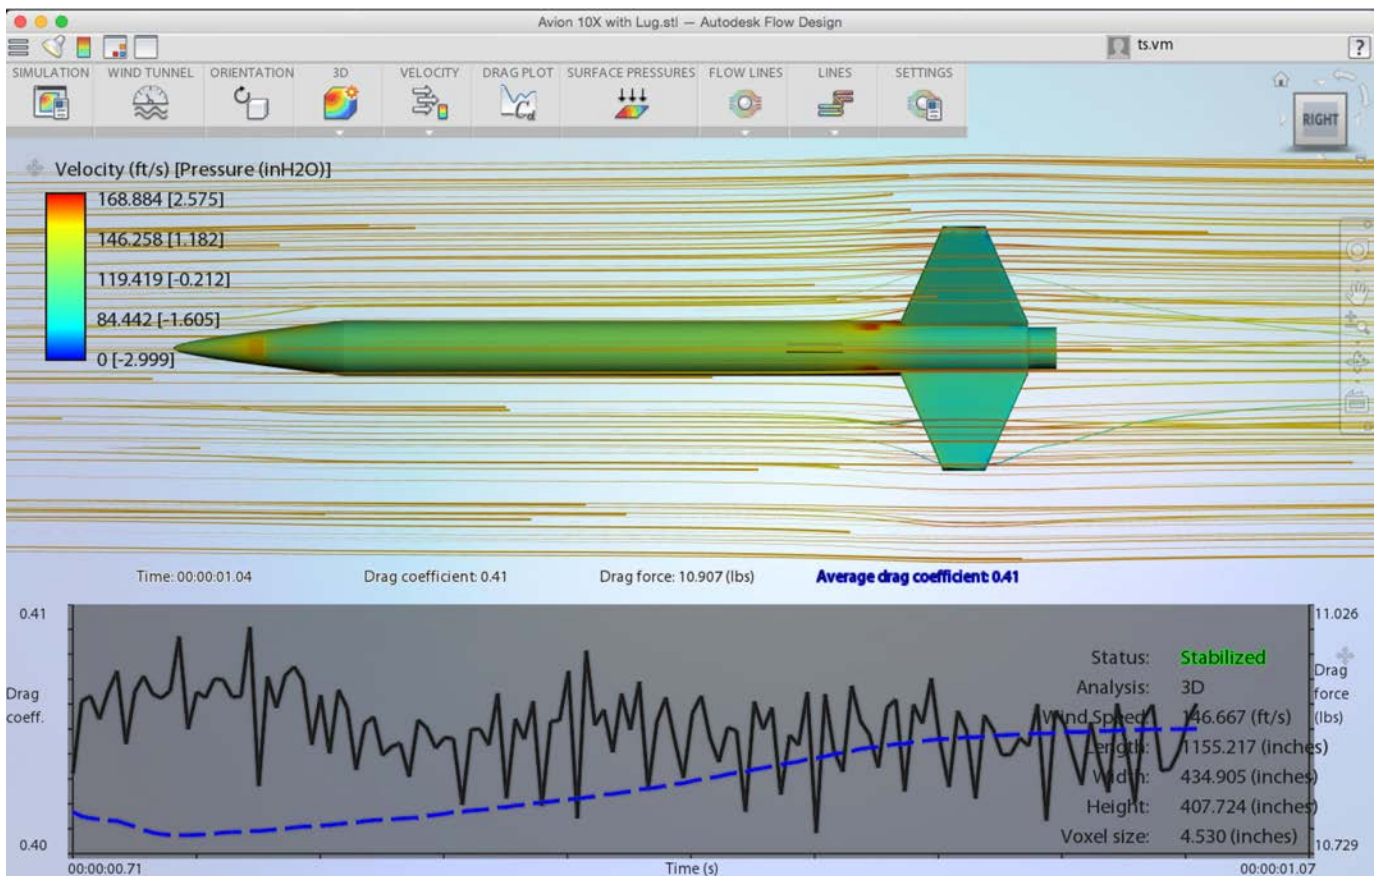 Avion 10X with Lug.stl — Autodesk Flow Design
ts.vm
?
SIMULATION WIND TUNNEL ORIENTATION 3D VELOCITY DRAG PLOT SURFACE PRESSURES FLOW LINES LINES SETTINGS
Cd
RIGHT
Velocity (ft/s) [Pressure (inH2O)]
168.884 [2.575]
146.258 [1.182]
119.419 [-0.212]
84.442 [-1.605]
0 [-2.999]
Time: 00:00:01.04 Drag coefficient: 0.41 Drag force: 10.907 (lbs) Average drag coefficient: 0.41
0.41
Drag
coeff.
0.40
11.026
Drag
force
(lbs)
10.729
Status: Stabilized
Analysis: 3D
Wind Speed: 146.667 (ft/s)
Length: 1155.217 (inches)
Width: 434.905 (inches)
Height: 407.724 (inches)
Voxel size: 4.530 (inches)
00:00:00.71 Time (s) 00:00:01.07